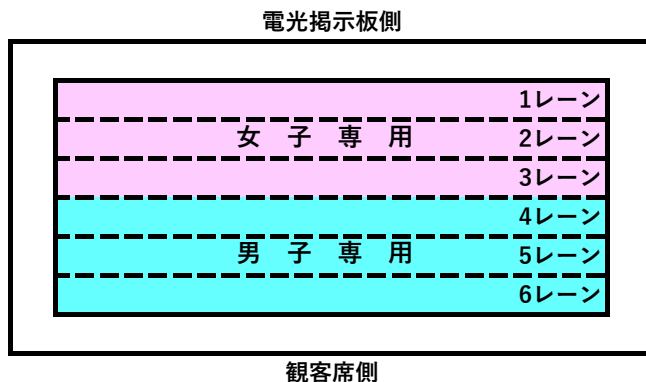 電光掲示板側
1レーン
女子専用 2レーン
3レーン
4レーン
男子専用 5レーン
6レーン
観客席側